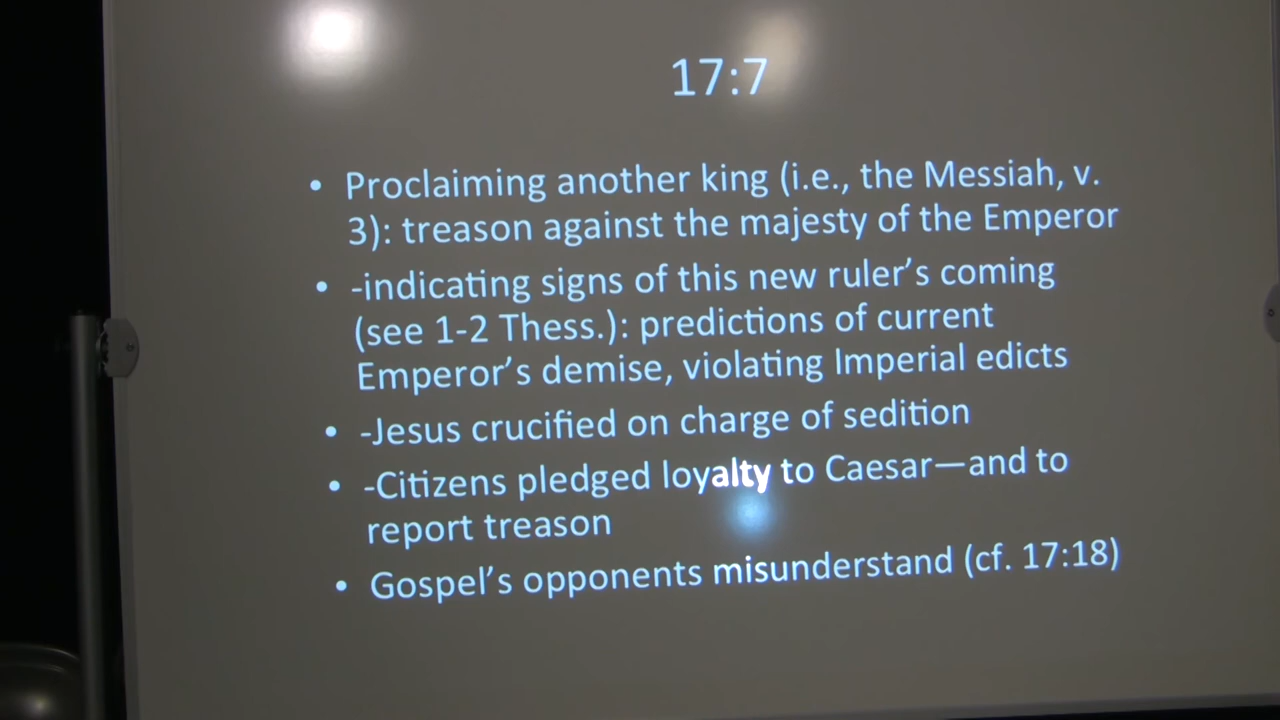 17:7
• Proclaiming another king (i.e., the Messiah, v.
3): treason against the majesty of the Emperor
• -indicating signs of this new ruler’s coming
(see 1-2 Thess.): predictions of current
Emperor’s demise, violating Imperial edicts
• -Jesus crucified on charge of sedition
• -Citizens pledged loyalty to Caesar—and to
report treason
• Gospel’s opponents misunderstand (cf. 17:18)